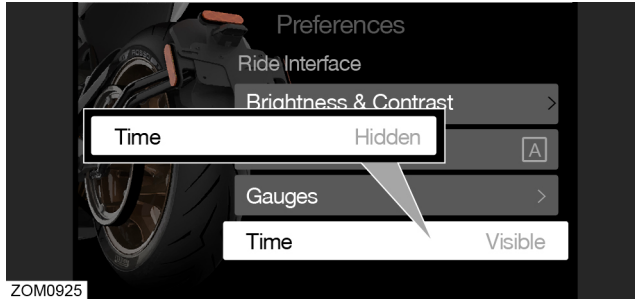 Preferences
Ride Interface
Brightness & Contrast
Time Hidden
A
Gauges
Time Visible
ZOM0925